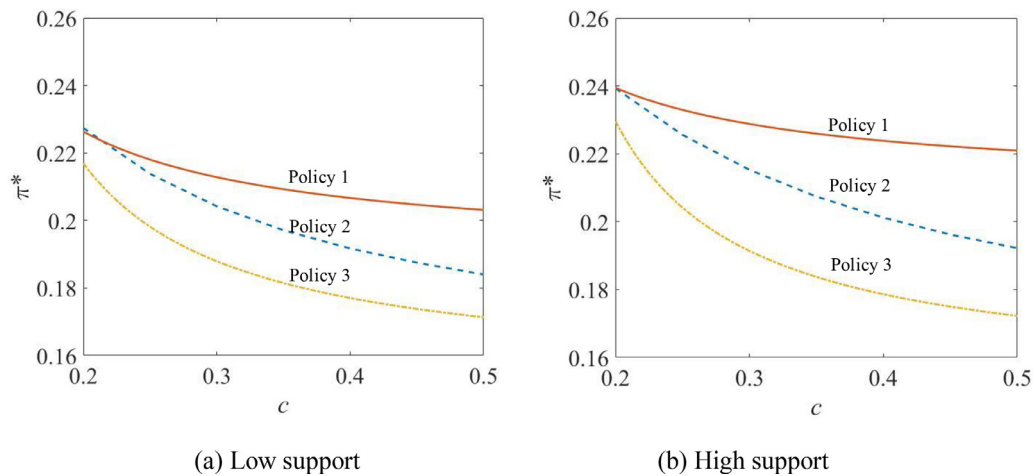 0.26
0.24
0.22
0.2
0.18
0.16
π*
Policy 1
Policy 2
Policy 3
0.2 0.3 0.4 0.5
c
(a) Low support
0.26
0.24
0.22
0.2
0.18
0.16
π*
Policy 1
Policy 2
Policy 3
0.2 0.3 0.4 0.5
c
(b) High support